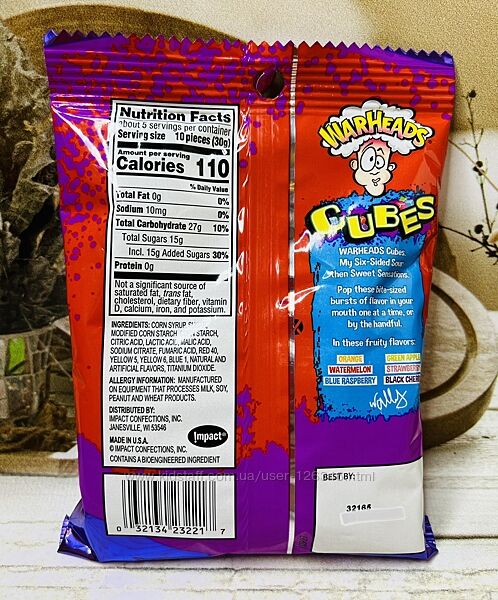 Nutrition Facts
about 5 servings per container
Serving size 10 pieces (30g)
Amount per serving
Calories 110
% Daily Value
Total Fat 0g 0%
Sodium 10mg 0%
Total Carbohydrate 27g 10%
Total Sugars 15g
Incl. 15g Added Sugars 30%
Protein 0g
Not a significant source of
saturated fat, trans fat,
cholesterol, dietary fiber, vitamin
D, calcium, iron, and potassium.
INGREDIENTS: CORN SYRUP,
MODIFIED CORN STARCH, STARCH,
CITRIC ACID, LACTIC ACID, MALIC ACID,
SODIUM CITRATE, FUMARIC ACID, RED 40,
YELLOW 5, YELLOW 6, BLUE 1, NATURAL AND
ARTIFICIAL FLAVORS, TITANIUM DIOXIDE.
ALLERGY INFORMATION: MANUFACTURED
ON EQUIPMENT THAT PROCESSES MILK, SOY,
PEANUT AND WHEAT PRODUCTS.
DISTRIBUTED BY:
IMPACT CONFECTIONS, INC.
JANESVILLE, WI 53546
MADE IN U.S.A.
© IMPACT CONFECTIONS, INC.
CONTAINS A BIOENGINEERED INGREDIENT
Impact
0 32134 23221 7
WARHEADS
CUBES
WARHEADS Cubes:
My Six-Sided Sour
then Sweet Sensations.
Pop these bite-sized
bursts of flavor in your
mouth one at a time, or
by the handful.
In these fruity flavors:
ORANGE GREEN APPLE
WATERMELON STRAWBERRY
BLUE RASPBERRY BLACK CHERRY
Wally
BEST BY: